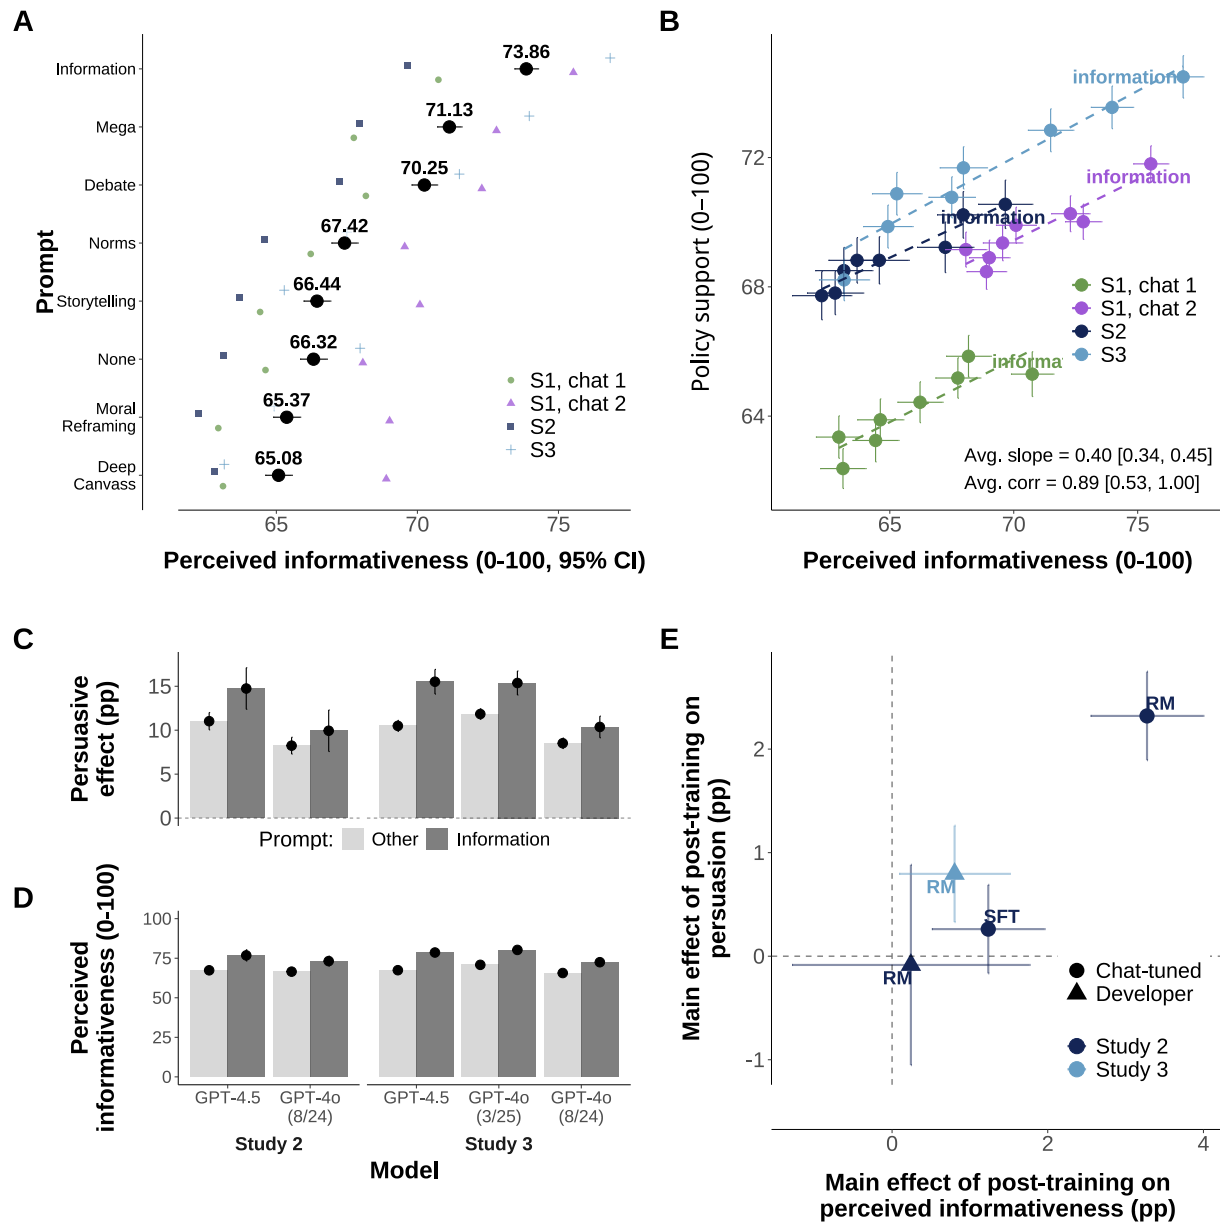 A
Prompt
Information
Mega
Debate
Norms
Storytelling
None
Moral
Reframing
Deep
Canvass
73.86
71.13
70.25
67.42
66.44
66.32
65.37
65.08
S1, chat 1
S1, chat 2
S2
S3
65
70
75
Perceived informativeness (0-100, 95% CI)
B
Policy support (0–100)
72
68
64
information
information
information
informa
S1, chat 1
S1, chat 2
S2
S3
Avg. slope = 0.40 [0.34, 0.45]
Avg. corr = 0.89 [0.53, 1.00]
65
70
75
Perceived informativeness (0-100)
C
Persuasive
effect (pp)
15
10
5
0
Prompt:
Other
Information
D
Perceived
informativeness (0-100)
100
75
50
25
0
GPT-4.5
GPT-4o
(8/24)
GPT-4.5
GPT-4o
(3/25)
GPT-4o
(8/24)
Study 2
Study 3
Model
E
Main effect of post-training on
persuasion (pp)
2
1
0
-1
RM
RM
SFT
RM
Chat-tuned
Developer
Study 2
Study 3
0
2
4
Main effect of post-training on
perceived informativeness (pp)